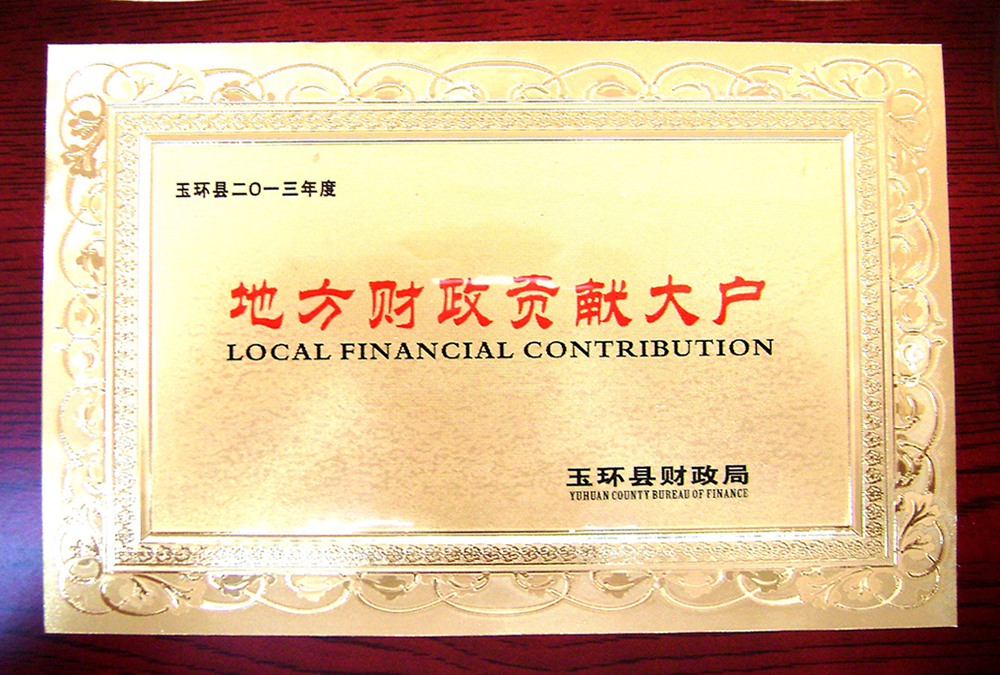 玉环县二〇一三年度
地方财政贡献大户
LOCAL FINANCIAL CONTRIBUTION
玉环县财政局
YUHUAN COUNTY BUREAU OF FINANCE